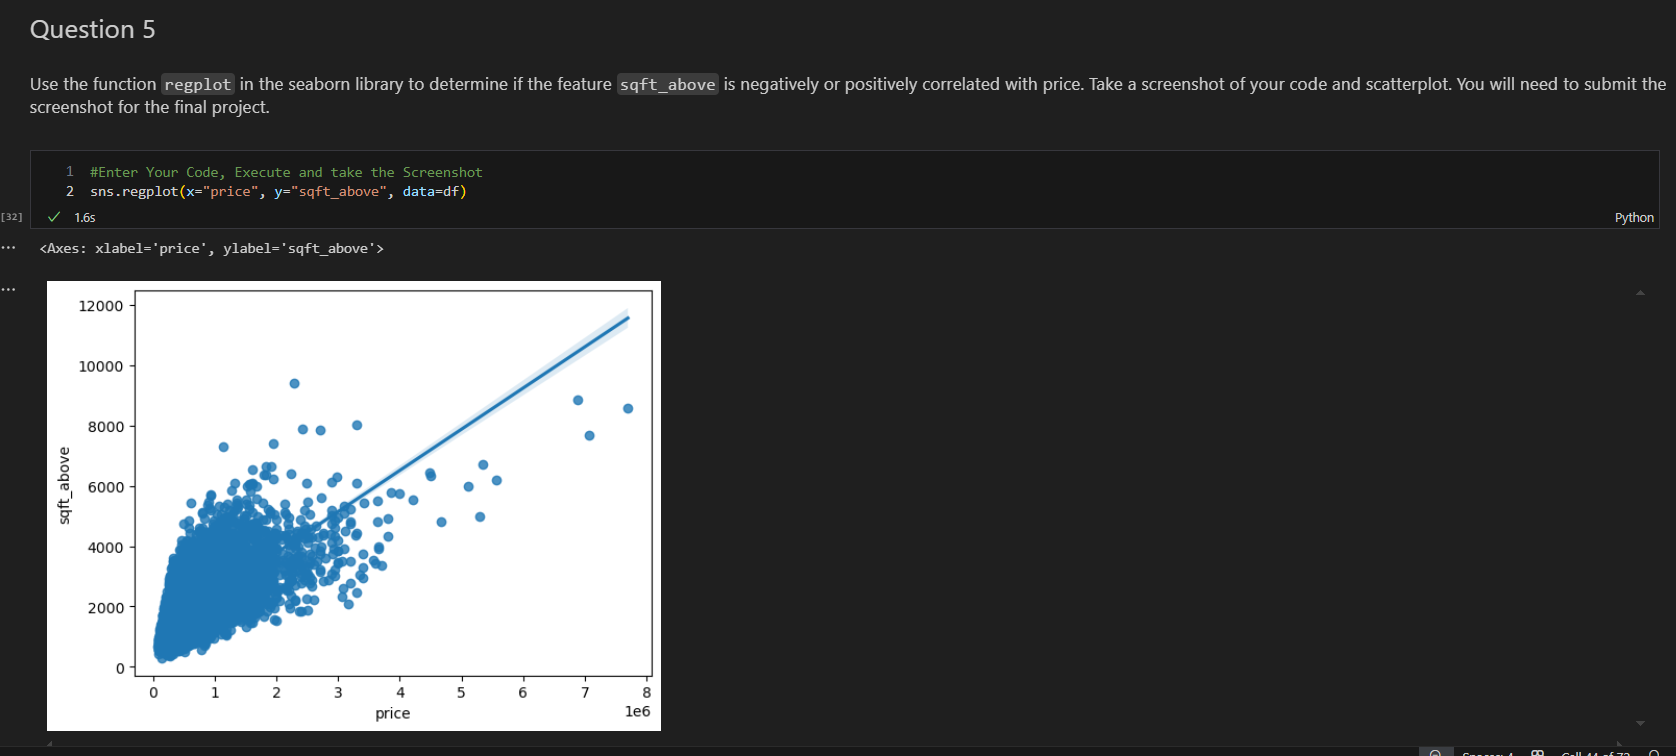 Question 5
Use the function regplot in the seaborn library to determine if the feature sqft_above is negatively or positively correlated with price. Take a screenshot of your code and scatterplot. You will need to submit the
screenshot for the final project.
1 #Enter Your Code, Execute and take the Screenshot
2 sns.regplot(x="price", y="sqft_above", data=df)
[32] 1.6s Python
... <Axes: xlabel='price', ylabel='sqft_above'>
...
12000
10000
8000
6000
4000
2000
0
sqft_above
0 1 2 3 4 5 6 7 8
price 1e6